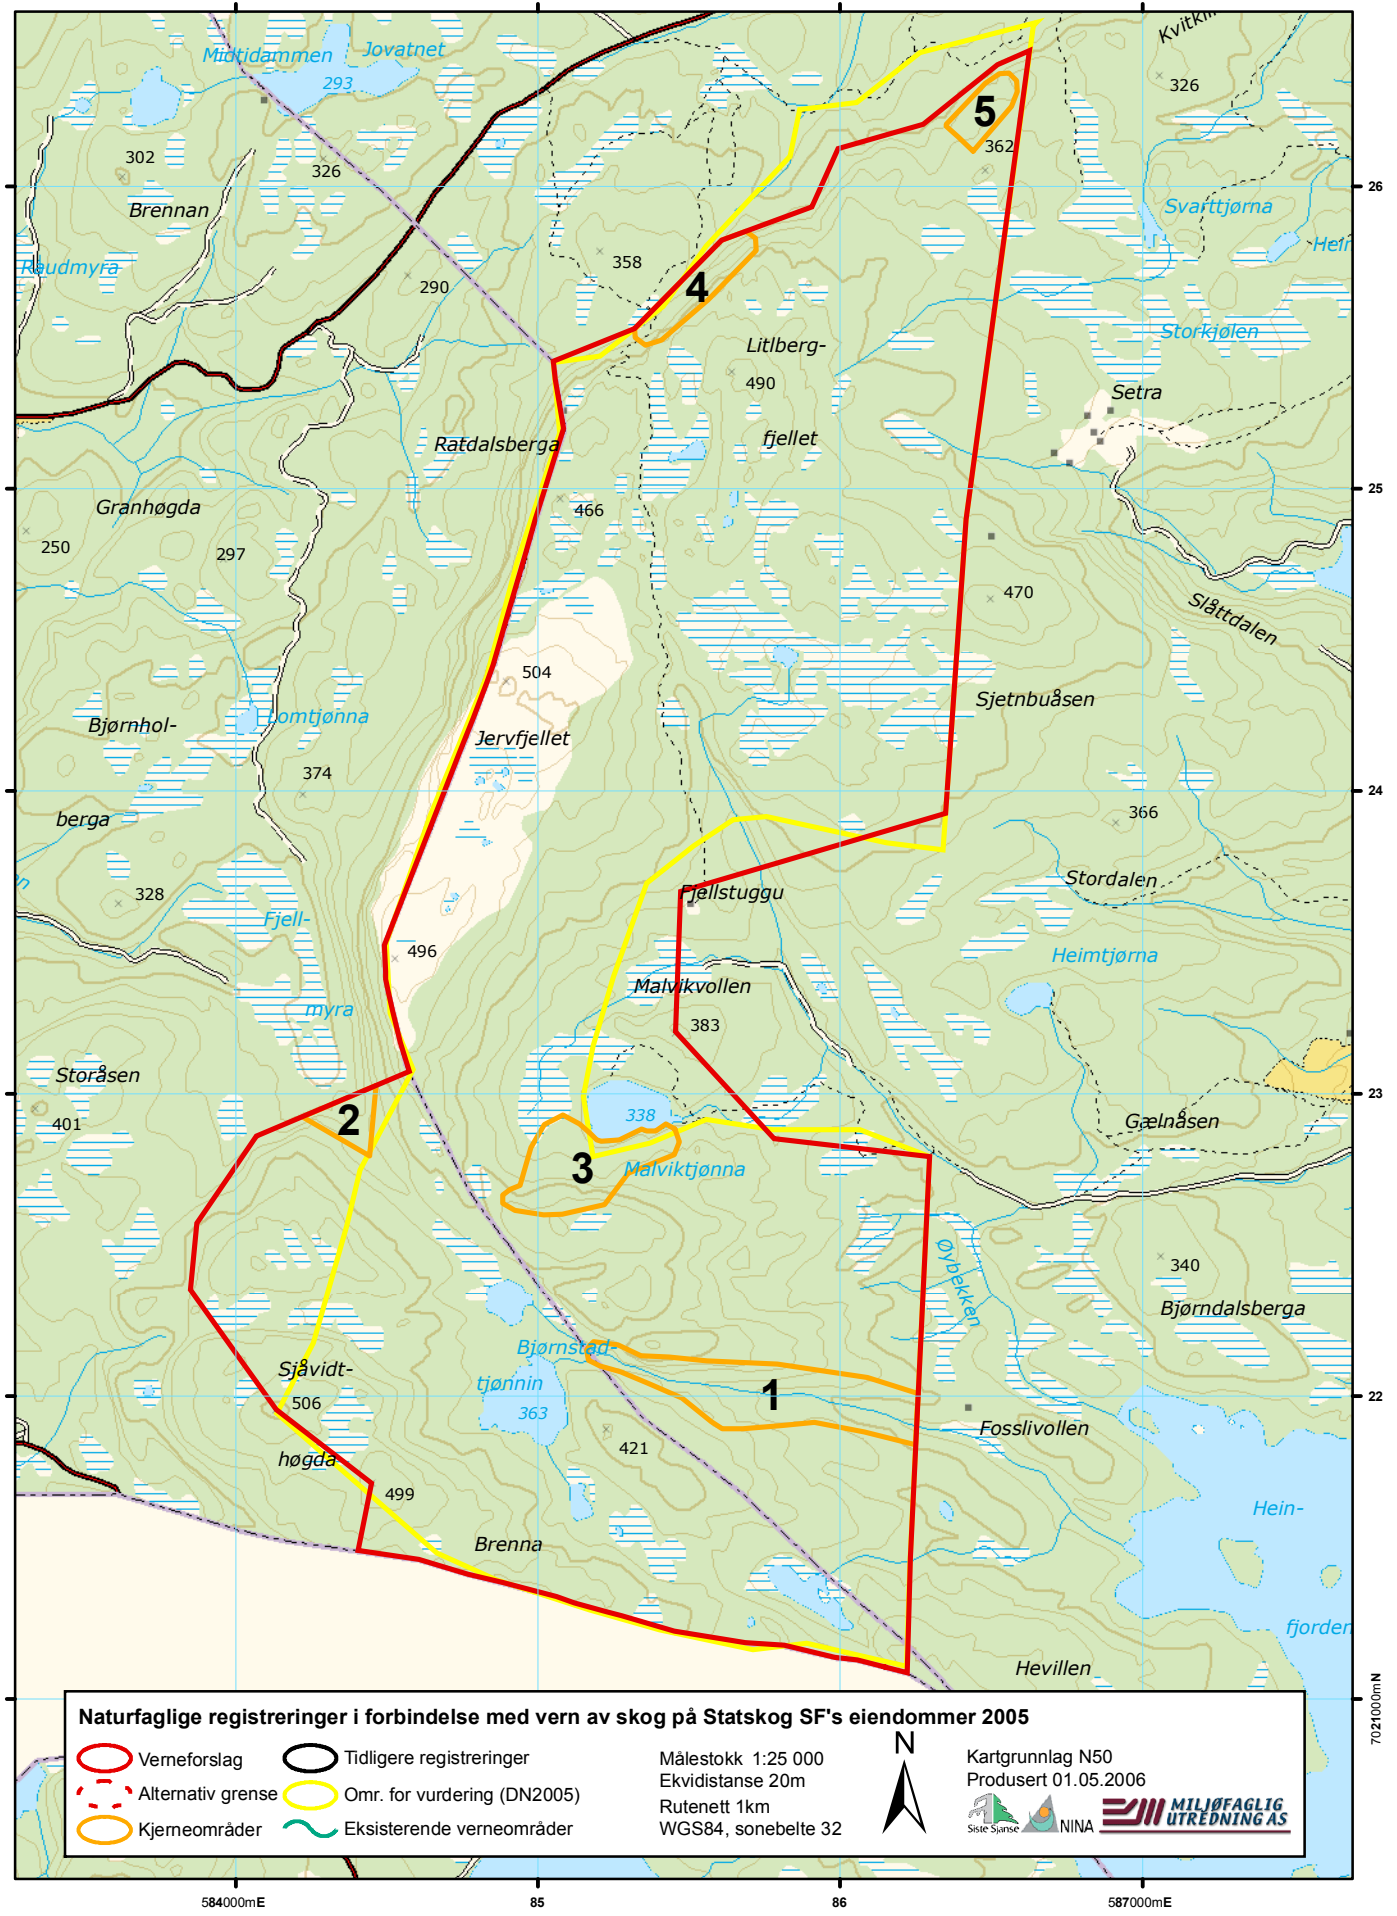 Midtidammen
Jovatnet
293
326
302
326
5
362
Brennan
26
Svarttjørna
Raudmyra
358
4
290
Litlberg-
Storkjølen
490
Setra
fjellet
Ratdalsberga
25
Granhøgda
466
250
297
470
Slåttdalen
504
Sjetnbuåsen
Bjørnhol-
Lomtjønna
Jervfjellet
374
24
berga
366
Stordalen
328
Fjellstuggu
Fjell-
496
Heimtjørna
myra
Malvikvollen
383
Storåsen
23
401
2
338
Gælnåsen
3
Malviktjønna
Øybekken
340
Bjørndalsberga
Bjørnstad-
Sjåvidt-
tjønnin
1
506
363
22
Fosslivollen
421
høgda
499
Hein-
Brenna
fjorden
Hevillen
7021000mN
Naturfaglige registreringer i forbindelse med vern av skog på Statskog SF's eiendommer 2005
Verneforslag
Alternativ grense
Kjerneområder
Tidligere registreringer
Omr. for vurdering (DN2005)
Eksisterende verneområder
Målestokk 1:25 000
Ekvidistanse 20m
Rutenett 1km
WGS84, sonebelte 32
N
Kartgrunnlag N50
Produsert 01.05.2006
Siste Sjanse
NINA
MILJØFAGLIG
UTREDNING AS
584000mE
85
86
587000mE